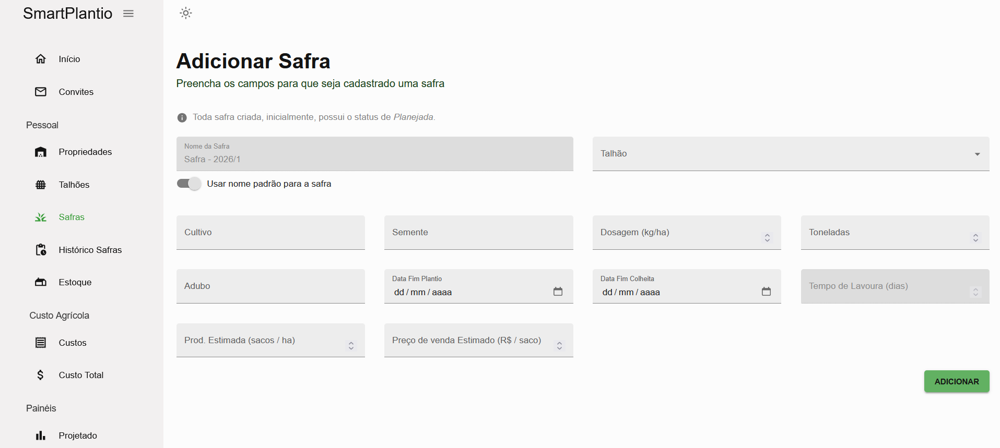 SmartPlantio
Início
Convites
Pessoal
Propriedades
Talhões
Safras
Histórico Safras
Estoque
Custo Agrícola
Custos
Custo Total
Painéis
Projetado
Adicionar Safra
Preencha os campos para que seja cadastrado uma safra
Toda safra criada, inicialmente, possui o status de Planejada.
Nome da Safra
Safra - 2026/1
Talhão
Usar nome padrão para a safra
Cultivo
Semente
Dosagem (kg/ha)
Toneladas
Adubo
Data Fim Plantio
dd/mm/aaaa
Data Fim Colheita
dd/mm/aaaa
Tempo de Lavoura (dias)
Prod. Estimada (sacos / ha)
Preço de venda Estimado (R$ / saco)
ADICIONAR